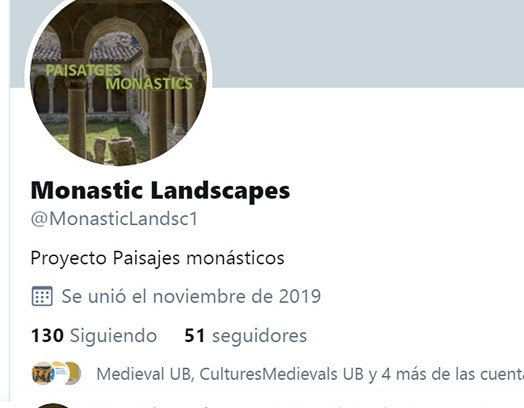 PAISATGES
MONÀSTICS
Monastic Landscapes
@MonasticLandsc1
Proyecto Paisajes monásticos
Se unió el noviembre de 2019
130 Siguiendo 51 seguidores
Medieval UB, CulturesMedievals UB y 4 más de las cuenta